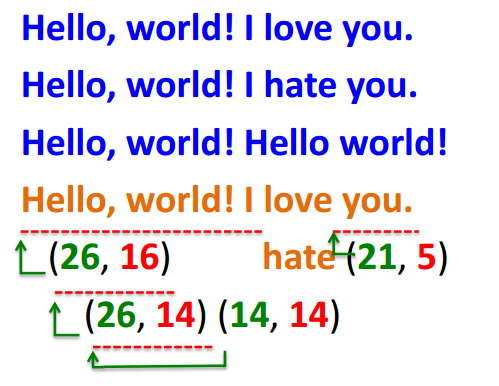 Hello, world! I love you.
Hello, world! I hate you.
Hello, world! Hello world!
Hello, world! I love you.
(26, 16) hate (21, 5)
(26, 14) (14, 14)